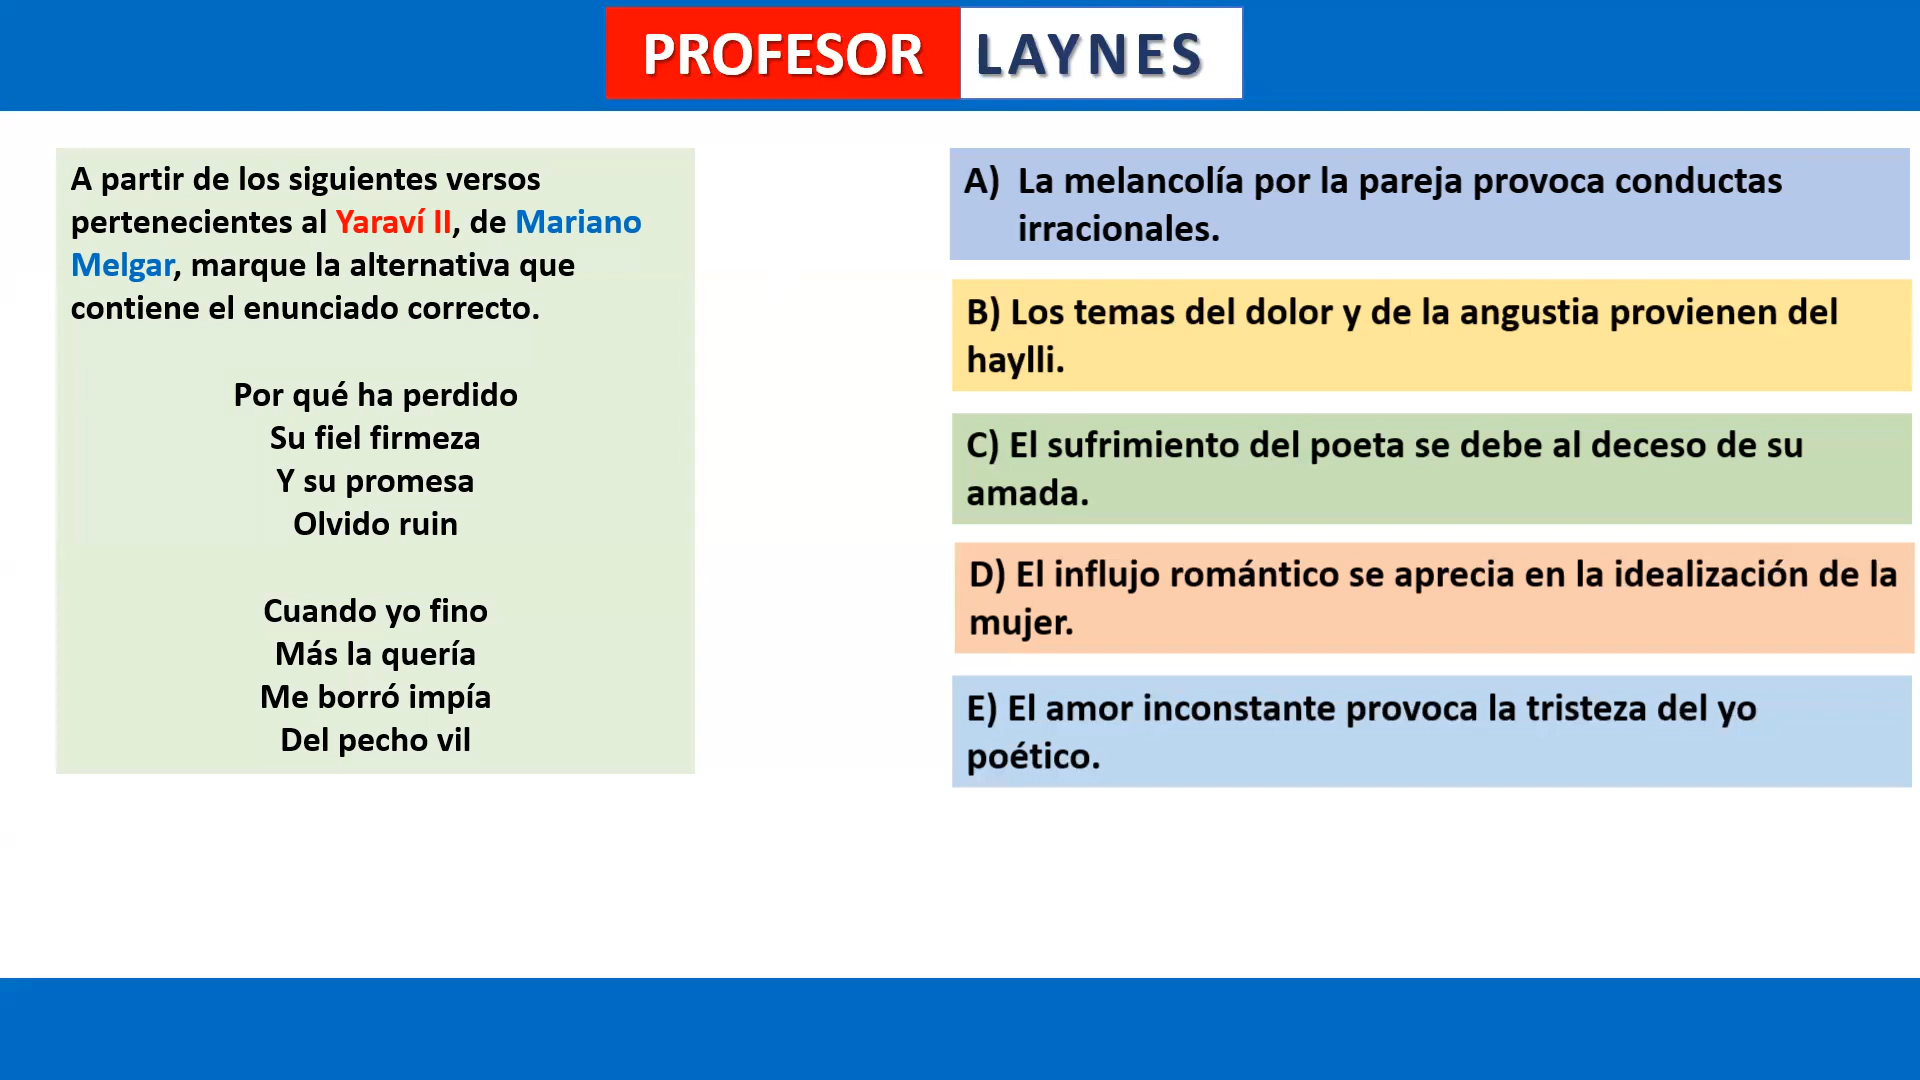 PROFESOR LAYNES
A partir de los siguientes versos
pertenecientes al Yaraví II, de Mariano
Melgar, marque la alternativa que
contiene el enunciado correcto.
Por qué ha perdido
Su fiel firmeza
Y su promesa
Olvido ruin
Cuando yo fino
Más la quería
Me borró impía
Del pecho vil
A) La melancolía por la pareja provoca conductas
irracionales.
B) Los temas del dolor y de la angustia provienen del
haylli.
C) El sufrimiento del poeta se debe al deceso de su
amada.
D) El influjo romántico se aprecia en la idealización de la
mujer.
E) El amor inconstante provoca la tristeza del yo
poético.